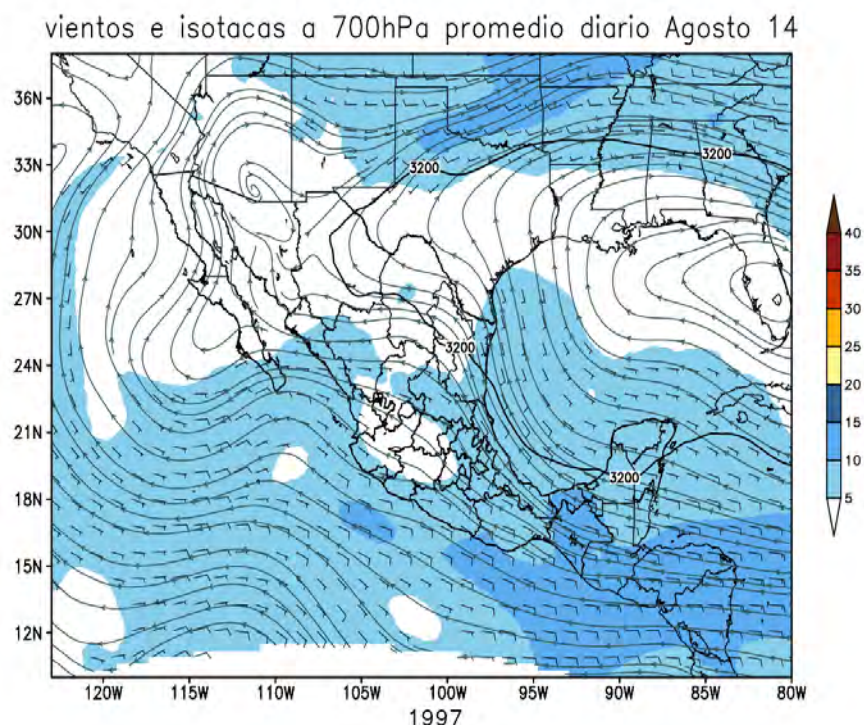 vientos e isotacas a 700hPa promedio diario Agosto 14
36N
33N
30N
27N
24N
21N
18N
15N
12N
3200
3200
3200
3200
40
35
30
25
20
15
10
5
120W 115W 110W 105W 100W 95W 90W 85W 80W
1997